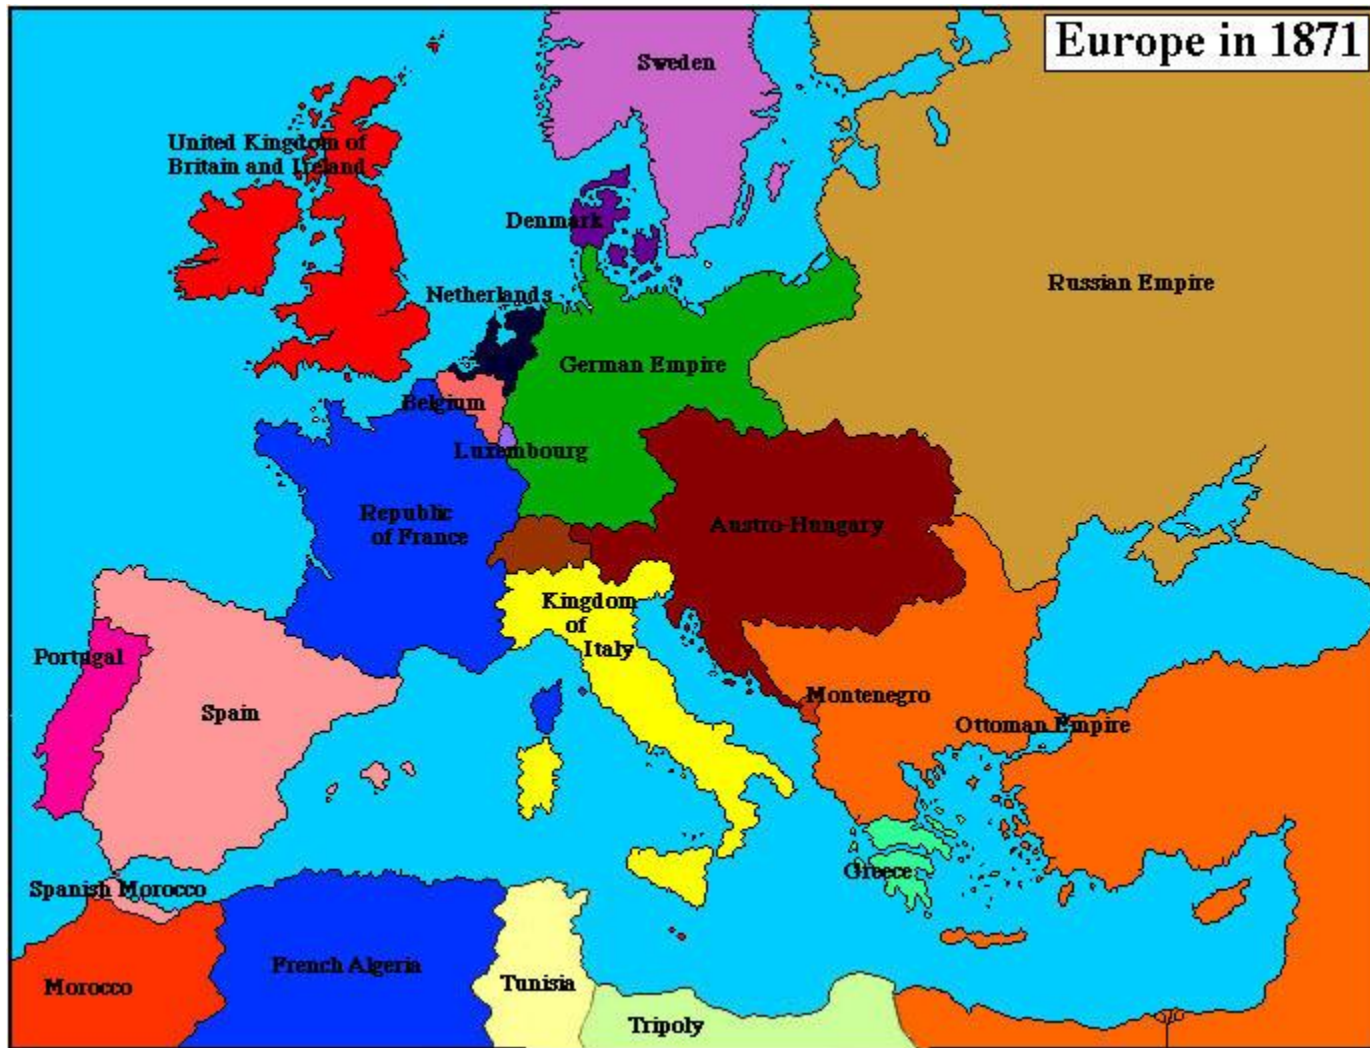 Europe in 1871
Sweden
United Kingdom of
Britain and Ireland
Denmark
Russian Empire
Netherlands
German Empire
Belgium
Luxembourg
Republic
of France
Austro-Hungary
Kingdom
of
Italy
Portugal
Spain
Montenegro
Ottoman Empire
Greece
Spanish Morocco
French Algeria
Tunisia
Morocco
Tripoly